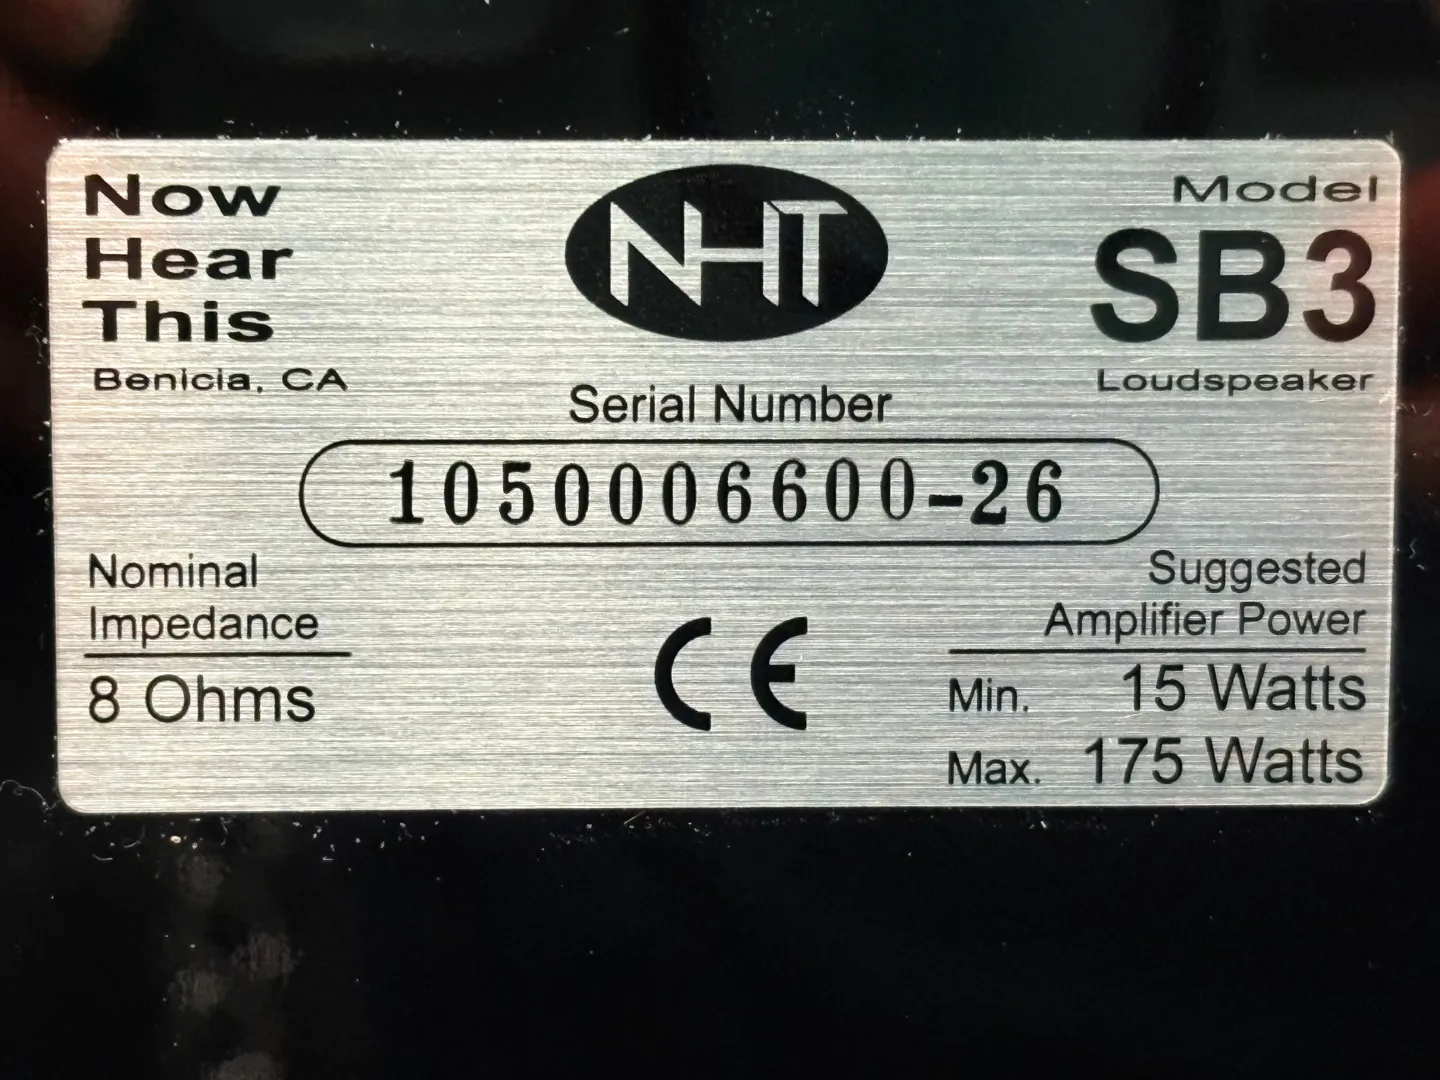 Now
Hear
This
Benicia, CA
NHT
Model
SB3
Loudspeaker
Serial Number
1050006600-26
Nominal
Impedance
8 Ohms
CE
Suggested
Amplifier Power
Min. 15 Watts
Max. 175 Watts